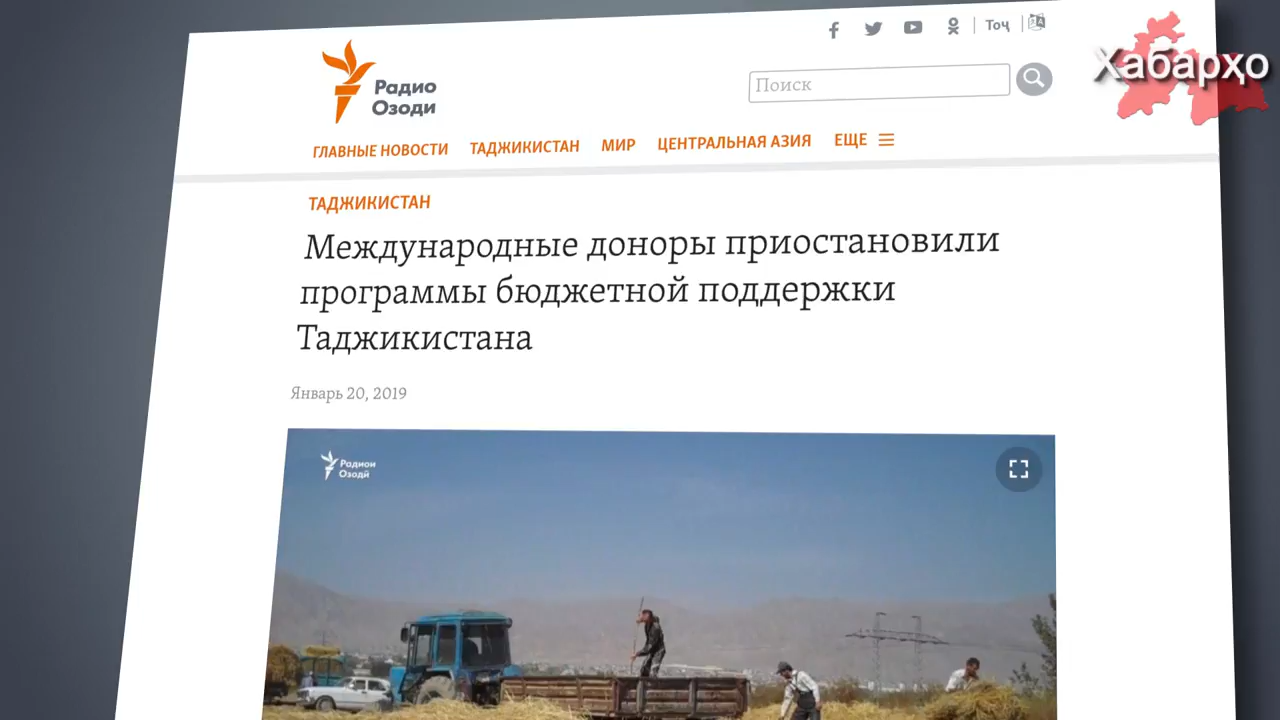 Тоҷ
Хабарҳо
Радио
Озоди
Поиск
ГЛАВНЫЕ НОВОСТИ ТАДЖИКИСТАН МИР ЦЕНТРАЛЬНАЯ АЗИЯ ЕЩЕ
ТАДЖИКИСТАН
Международные доноры приостановили
программы бюджетной поддержки
Таджикистана
Январь 20, 2019
Радиои
Озодӣ